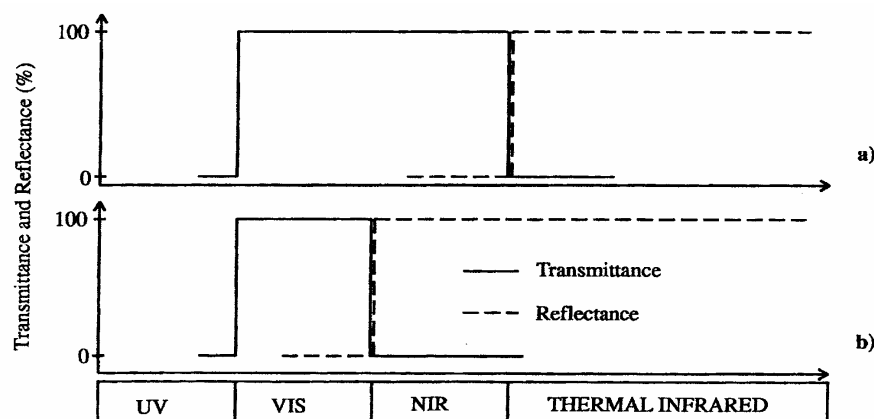 Transmittance and Reflectance (%)
100
0
a)
100
0
b)
Transmittance
Reflectance
UV VIS NIR THERMAL INFRARED